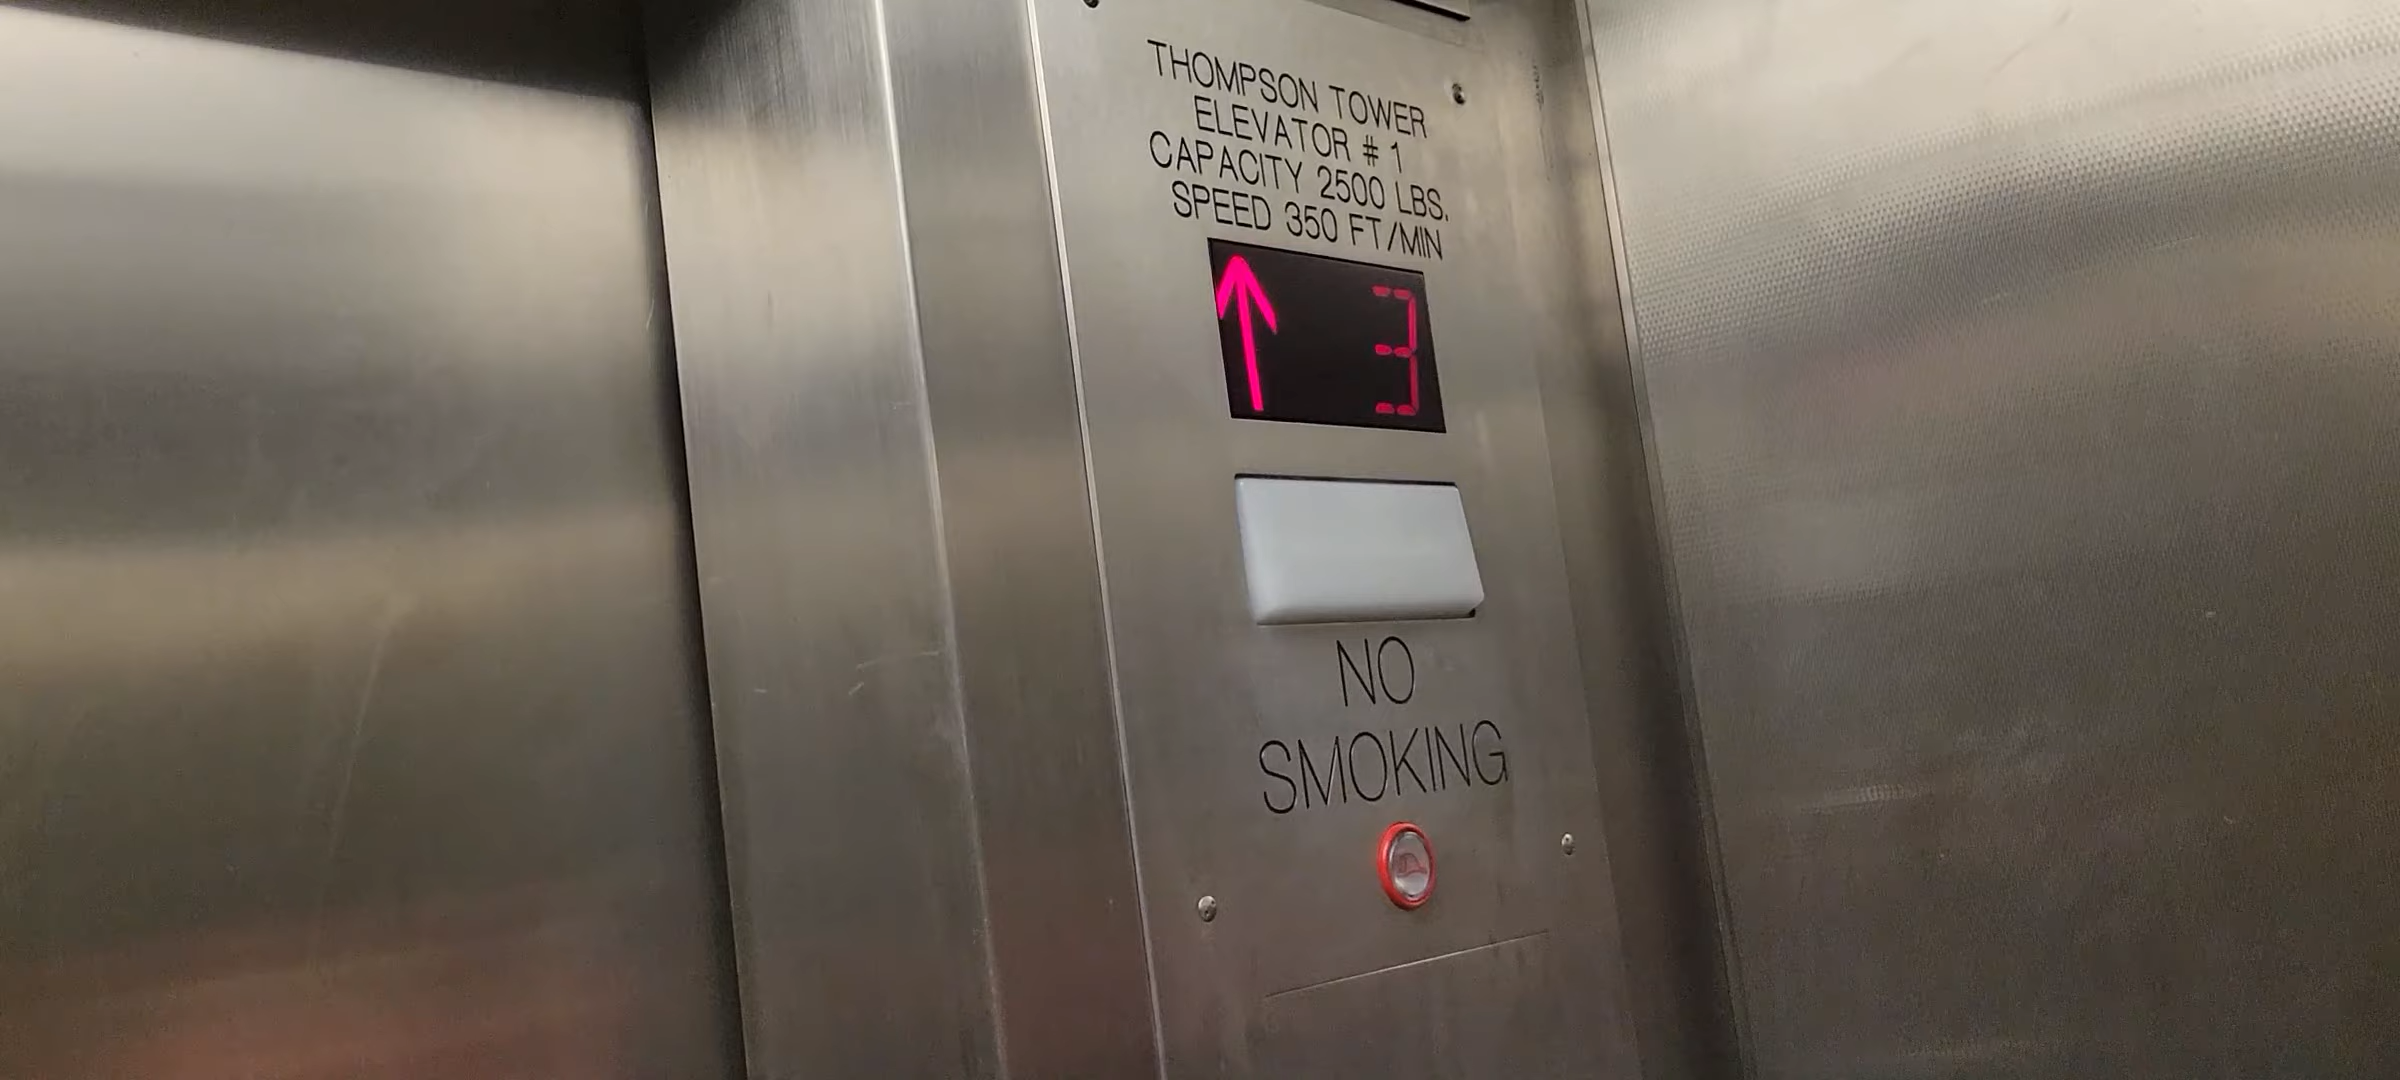 THOMPSON TOWER
ELEVATOR # 1
CAPACITY 2500 LBS.
SPEED 350 FT/MIN
↑ 3
NO
SMOKING